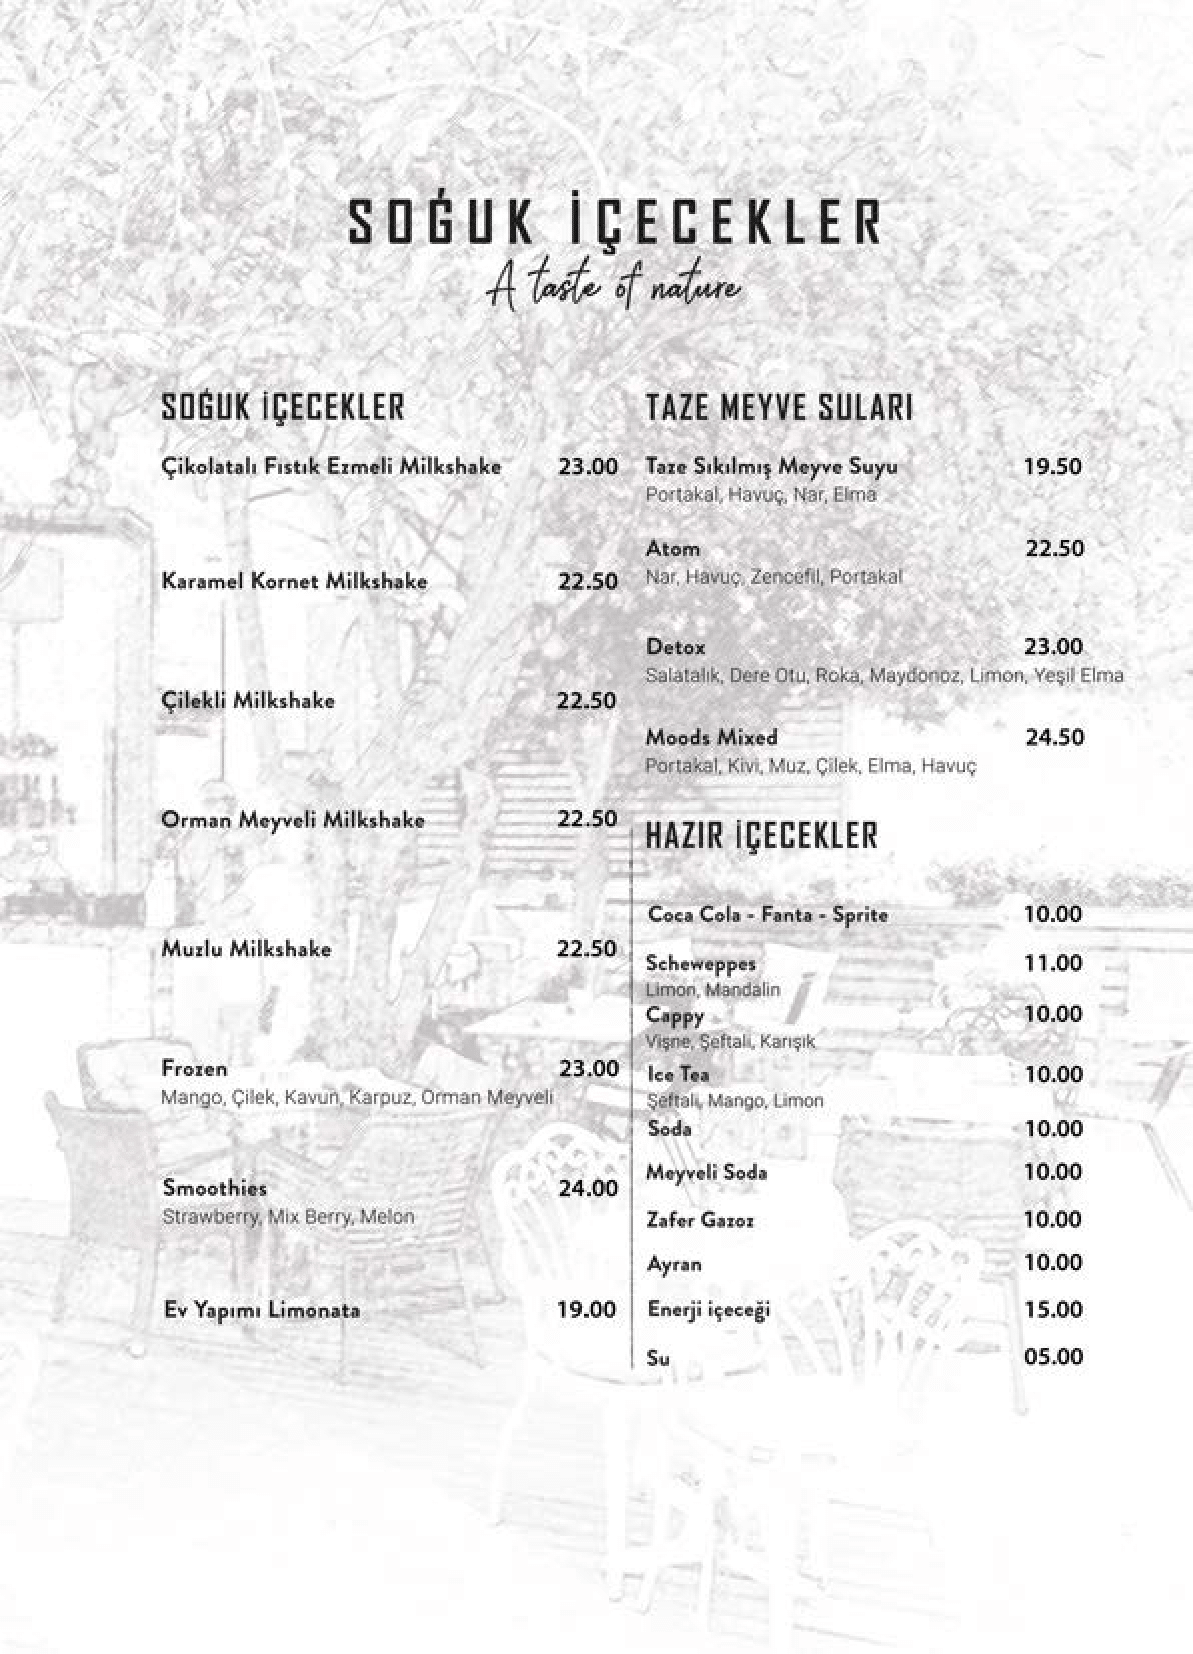 SOĞUK İÇECEKLER
A taste of nature
SOĞUK İÇECEKLER
Çikolatalı Fıstık Ezmeli Milkshake 23.00
Karamel Kornet Milkshake 22.50
Çilekli Milkshake 22.50
Orman Meyveli Milkshake 22.50
Muzlu Milkshake 22.50
Frozen 23.00
Mango, Çilek, Kavun, Karpuz, Orman Meyveli
Smoothies 24.00
Strawberry, Mix Berry, Melon
Ev Yapımı Limonata 19.00
TAZE MEYVE SULARI
Taze Sıkılmış Meyve Suyu 19.50
Portakal, Havuç, Nar, Elma
Atom 22.50
Nar, Havuç, Zencefil, Portakal
Detox 23.00
Salatalık, Dere Otu, Roka, Maydonoz, Limon, Yeşil Elma
Moods Mixed 24.50
Portakal, Kivi, Muz, Çilek, Elma, Havuç
HAZIR İÇECEKLER
Coca Cola - Fanta - Sprite 10.00
Scheweppes 11.00
Limon, Mandalin
Cappy 10.00
Vişne, Şeftali, Karışık
Ice Tea 10.00
Şeftali, Mango, Limon
Soda 10.00
Meyveli Soda 10.00
Zafer Gazoz 10.00
Ayran 10.00
Enerji içeceği 15.00
Su 05.00